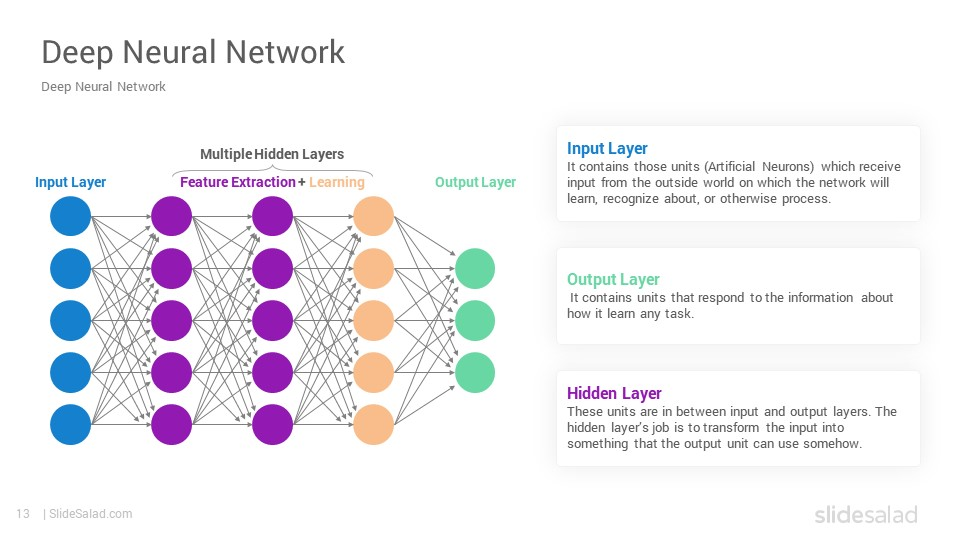 Deep Neural Network
Deep Neural Network
Multiple Hidden Layers
Input Layer
Feature Extraction + Learning
Output Layer
Input Layer
It contains those units (Artificial Neurons) which receive
input from the outside world on which the network will
learn, recognize about, or otherwise process.
Output Layer
It contains units that respond to the information about
how it learn any task.
Hidden Layer
These units are in between input and output layers. The
hidden layer's job is to transform the input into
something that the output unit can use somehow.
13 | SlideSalad.com
slidesalad